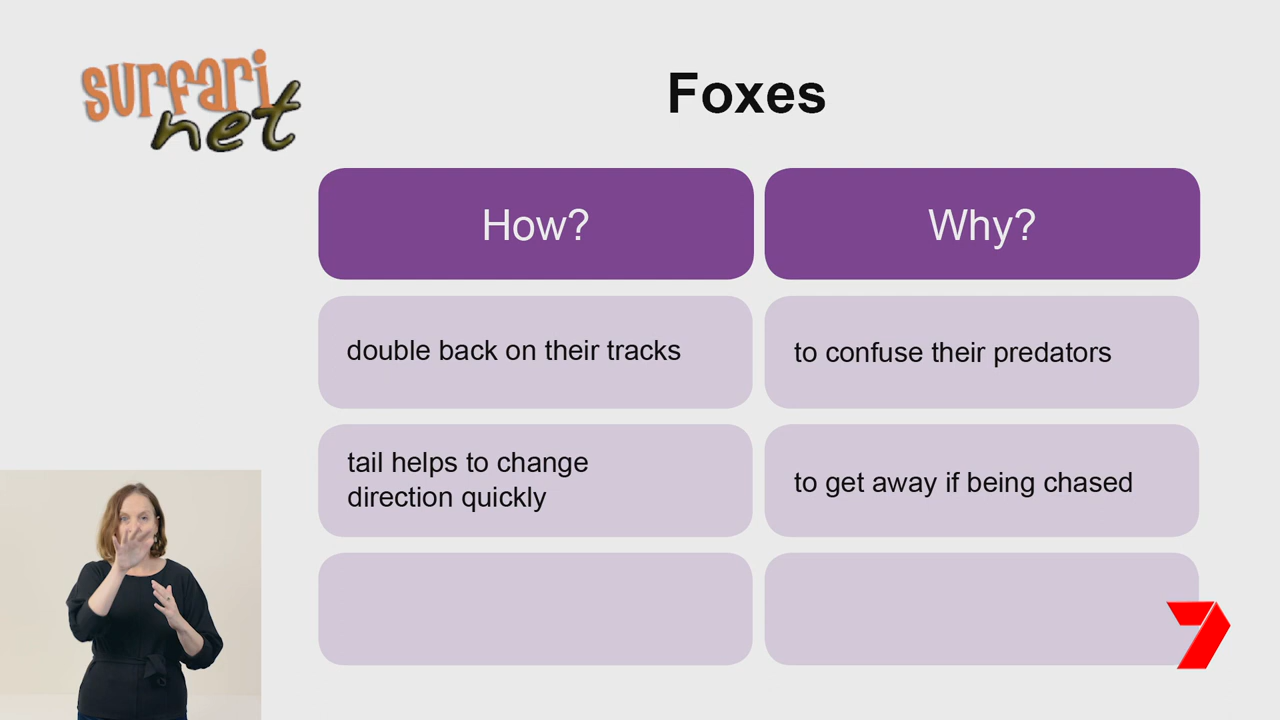 surfari
net
Foxes
How?
Why?
double back on their tracks
to confuse their predators
tail helps to change
direction quickly
to get away if being chased
7